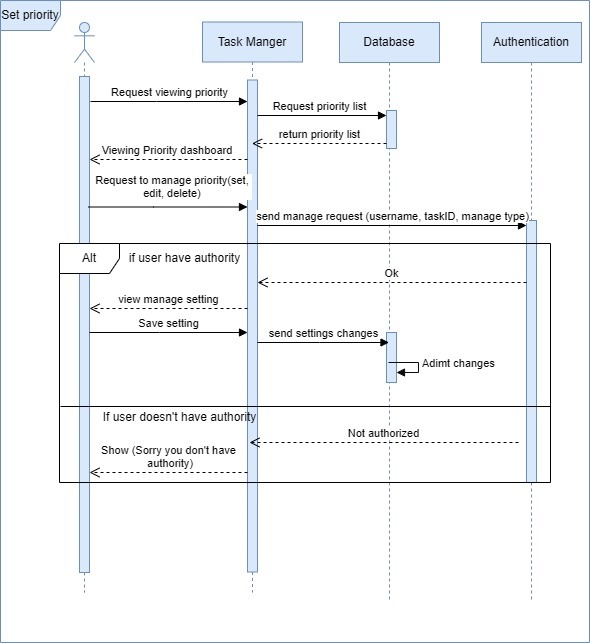 Set priority
Task Manger
Database
Authentication
Request viewing priority
Request priority list
return priority list
Viewing Priority dashboard
Request to manage priority(set,
edit, delete)
send manage request (username, taskID, manage type)
Alt
if user have authority
Ok
view manage setting
Save setting
send settings changes
Adimt changes
If user doesn't have authority
Not authorized
Show (Sorry you don't have
authority)